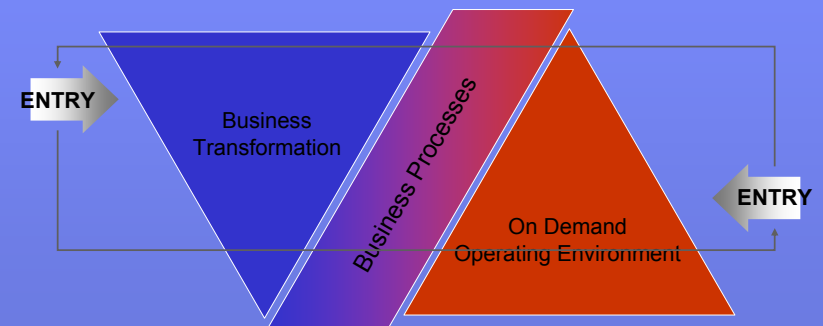 ENTRY
Business
Transformation
Business Processes
On Demand
Operating Environment
ENTRY